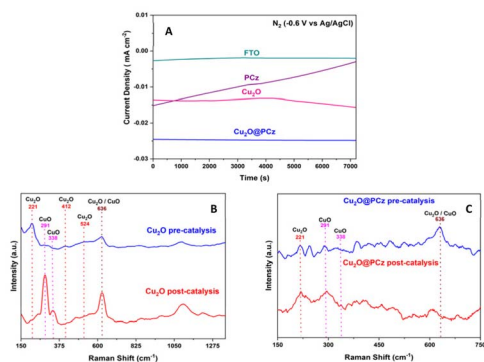 N₂ (-0.6 V vs Ag/AgCl)
A
FTO
PCz
Cu₂O
Cu₂O@PCz
0.01
0.00
-0.01
-0.02
-0.03
-0.04
Current Density ( mA cm⁻²)
0 1000 2000 3000 4000 5000 6000 7000
Time (s)
B
Cu₂O
221
CuO
291
CuO
338
Cu₂O
412
Cu₂O
524
Cu₂O / CuO
636
Cu₂O pre-catalysis
Cu₂O post-catalysis
Intensity (a.u.)
150 375 600 825 1050 1275
Raman Shift (cm⁻¹)
C
Cu₂O@PCz pre-catalysis
Cu₂O / CuO
636
Cu₂O
221
CuO
291
CuO
338
Cu₂O@PCz post-catalysis
Intensity (a.u.)
150 300 450 600 750
Raman Shift (cm⁻¹)